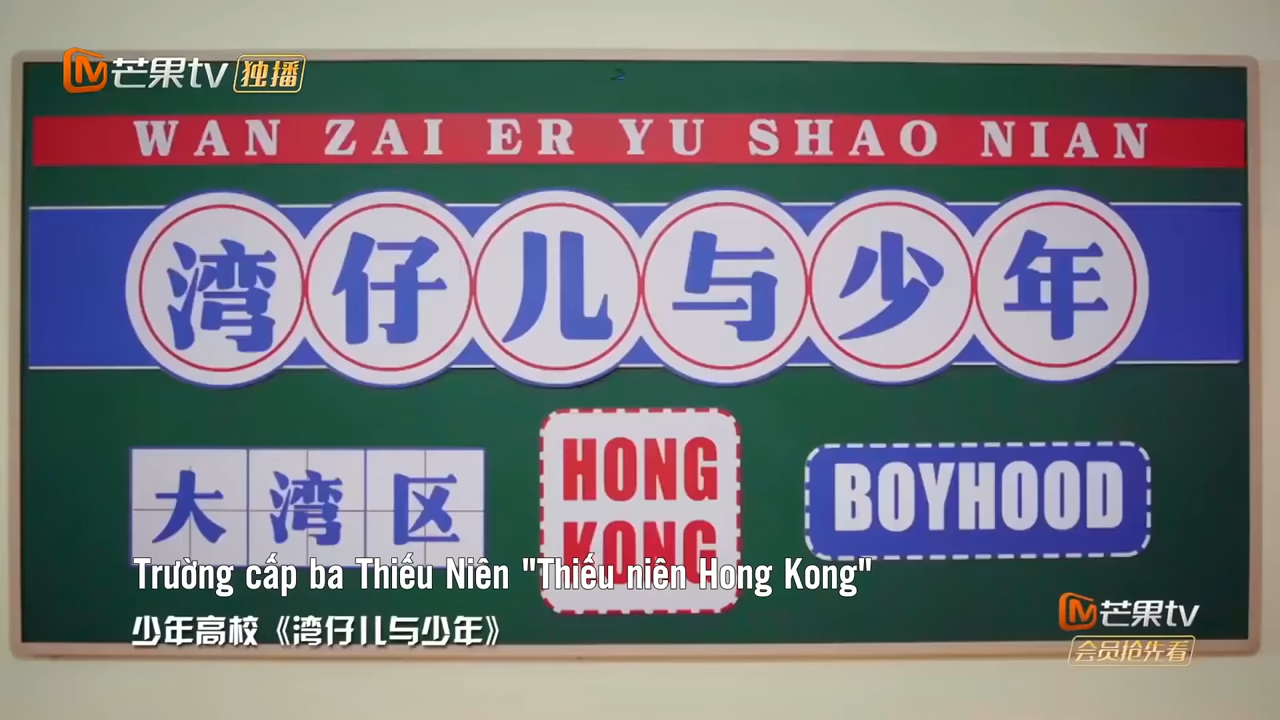 芒果tv 独播
WAN ZAI ER YU SHAO NIAN
湾仔儿与少年
大湾区
HONG
KONG
BOYHOOD
Trường cấp ba Thiếu Niên "Thiếu niên Hong Kong"
少年高校《湾仔儿与少年》
芒果tv
会员抢先看